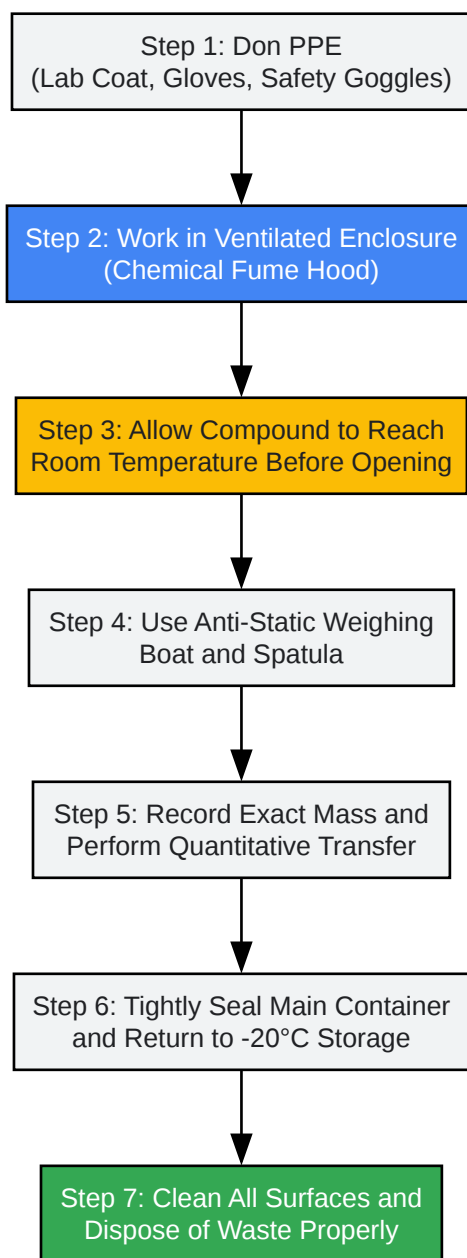 Step 1: Don PPE
(Lab Coat, Gloves, Safety Goggles)
Step 2: Work in Ventilated Enclosure
(Chemical Fume Hood)
Step 3: Allow Compound to Reach
Room Temperature Before Opening
Step 4: Use Anti-Static Weighing
Boat and Spatula
Step 5: Record Exact Mass and
Perform Quantitative Transfer
Step 6: Tightly Seal Main Container
and Return to -20°C Storage
Step 7: Clean All Surfaces and
Dispose of Waste Properly